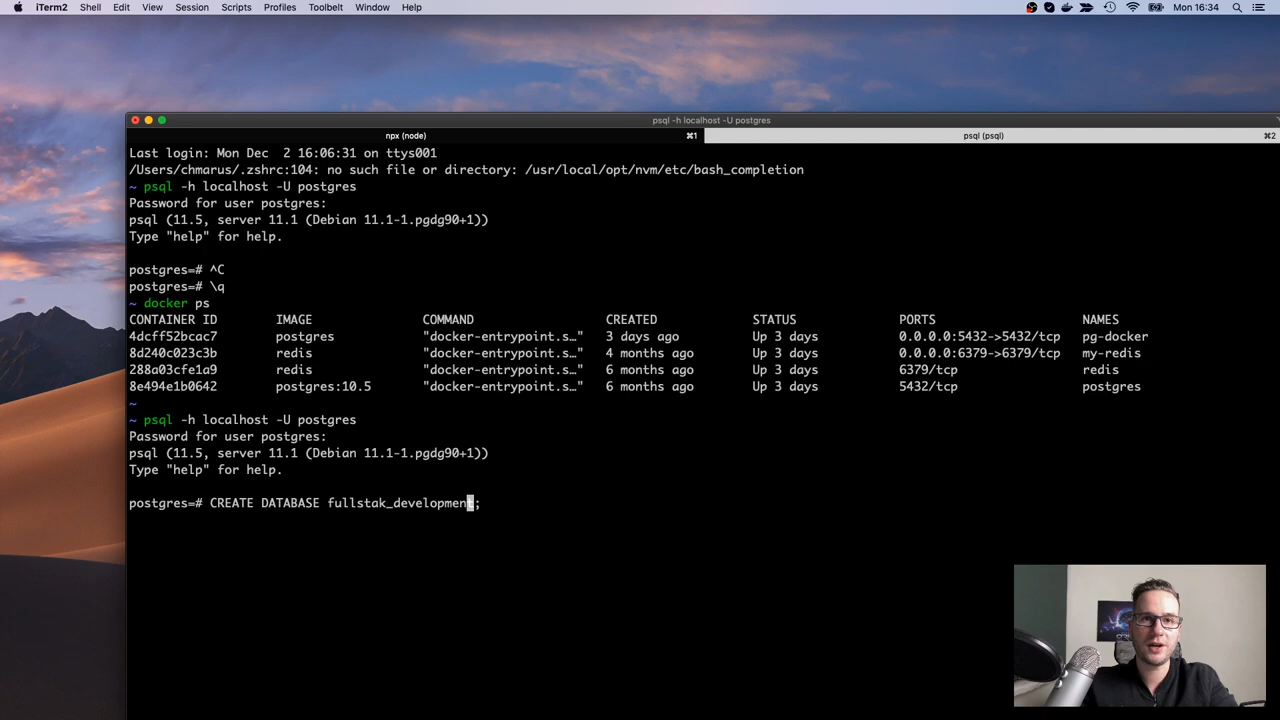 iTerm2 Shell Edit View Session Scripts Profiles Toolbelt Window Help Mon 16:34
psql -h localhost -U postgres
npx (node) ⌘1 psql (psql) ⌘2
Last login: Mon Dec  2 16:06:31 on ttys001
/Users/chmarus/.zshrc:104: no such file or directory: /usr/local/opt/nvm/etc/bash_completion
~ psql -h localhost -U postgres
Password for user postgres:
psql (11.5, server 11.1 (Debian 11.1-1.pgdg90+1))
Type "help" for help.
postgres=# ^C
postgres=# \q
~ docker ps
CONTAINER ID IMAGE COMMAND CREATED STATUS PORTS NAMES
4dcff52bcac7 postgres "docker-entrypoint.s…" 3 days ago Up 3 days 0.0.0.0:5432->5432/tcp pg-docker
8d240c023c3b redis "docker-entrypoint.s…" 4 months ago Up 3 days 0.0.0.0:6379->6379/tcp my-redis
288a03cfe1a9 redis "docker-entrypoint.s…" 6 months ago Up 3 days 6379/tcp redis
8e494e1b0642 postgres:10.5 "docker-entrypoint.s…" 6 months ago Up 3 days 5432/tcp postgres
~
~ psql -h localhost -U postgres
Password for user postgres:
psql (11.5, server 11.1 (Debian 11.1-1.pgdg90+1))
Type "help" for help.
postgres=# CREATE DATABASE fullstak_development;